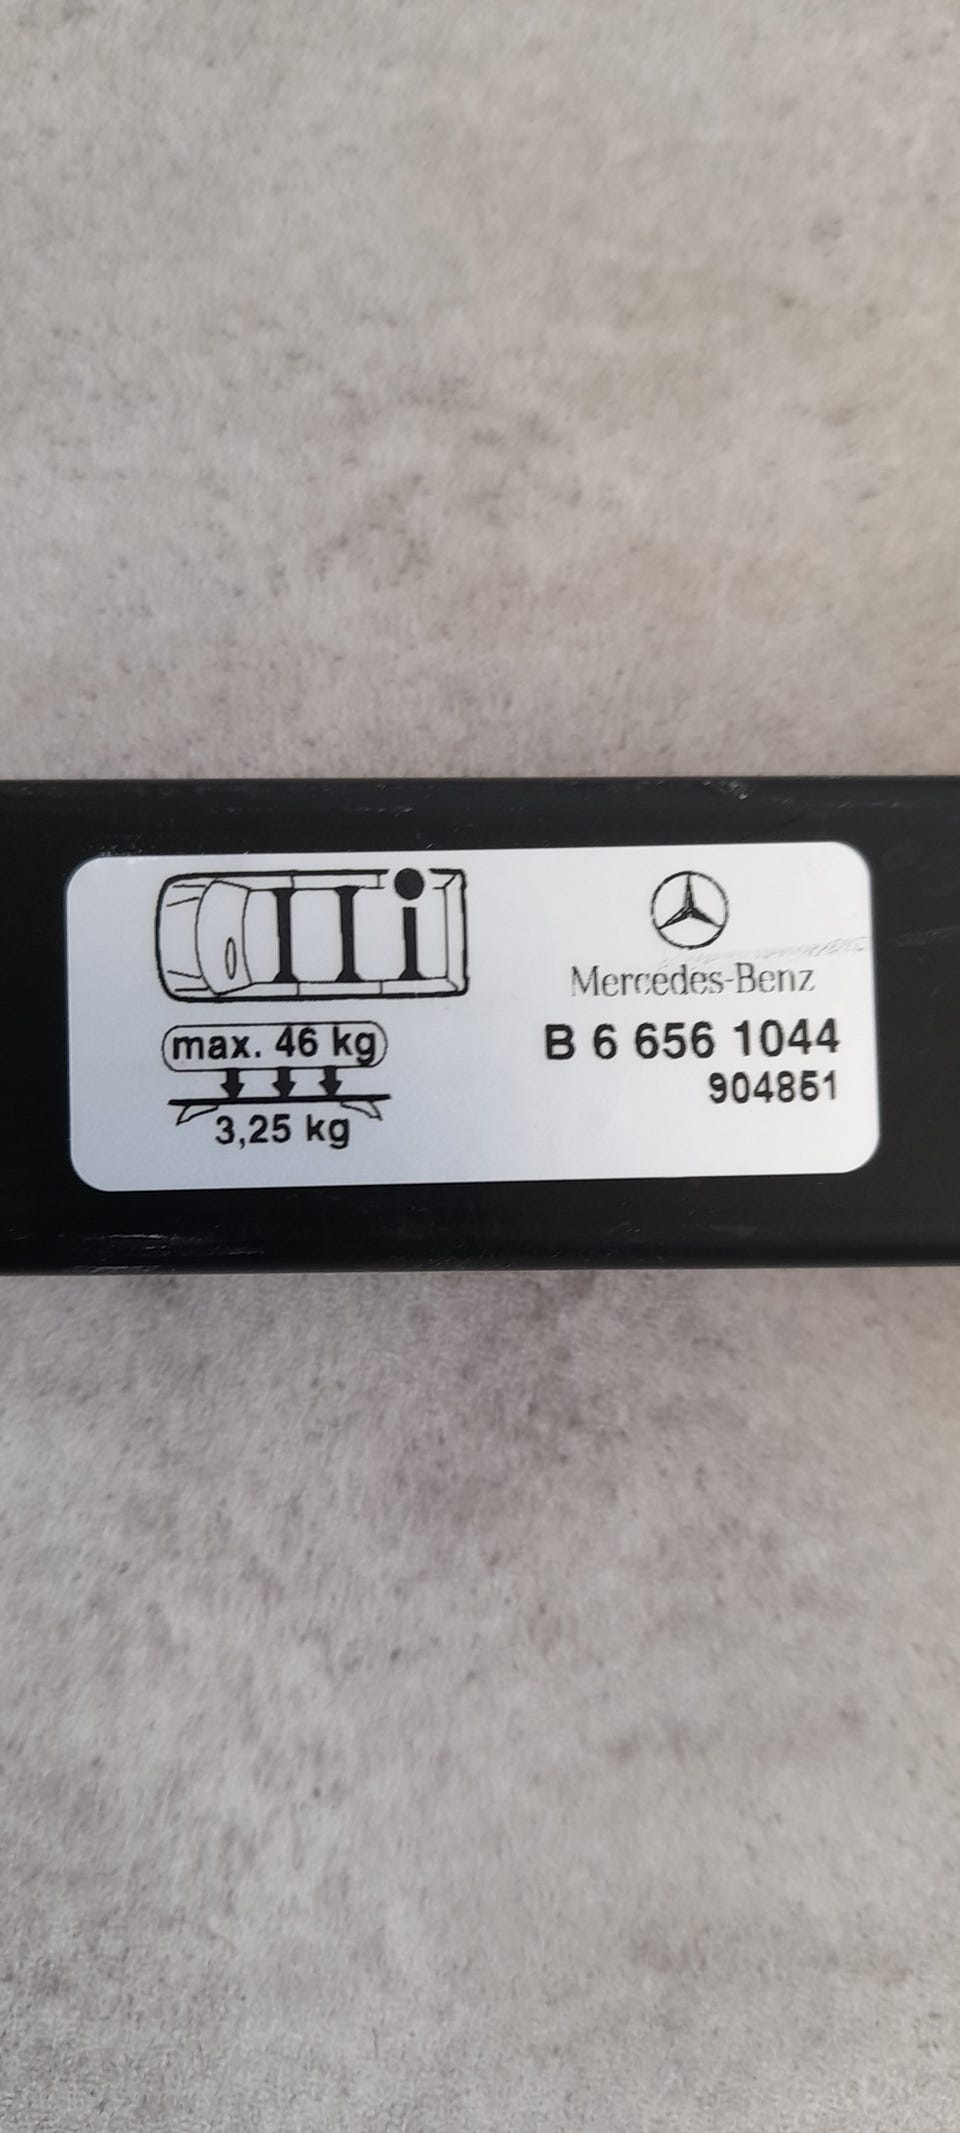 max. 46 kg
3,25 kg
Mercedes-Benz
B 6 656 1044
904851